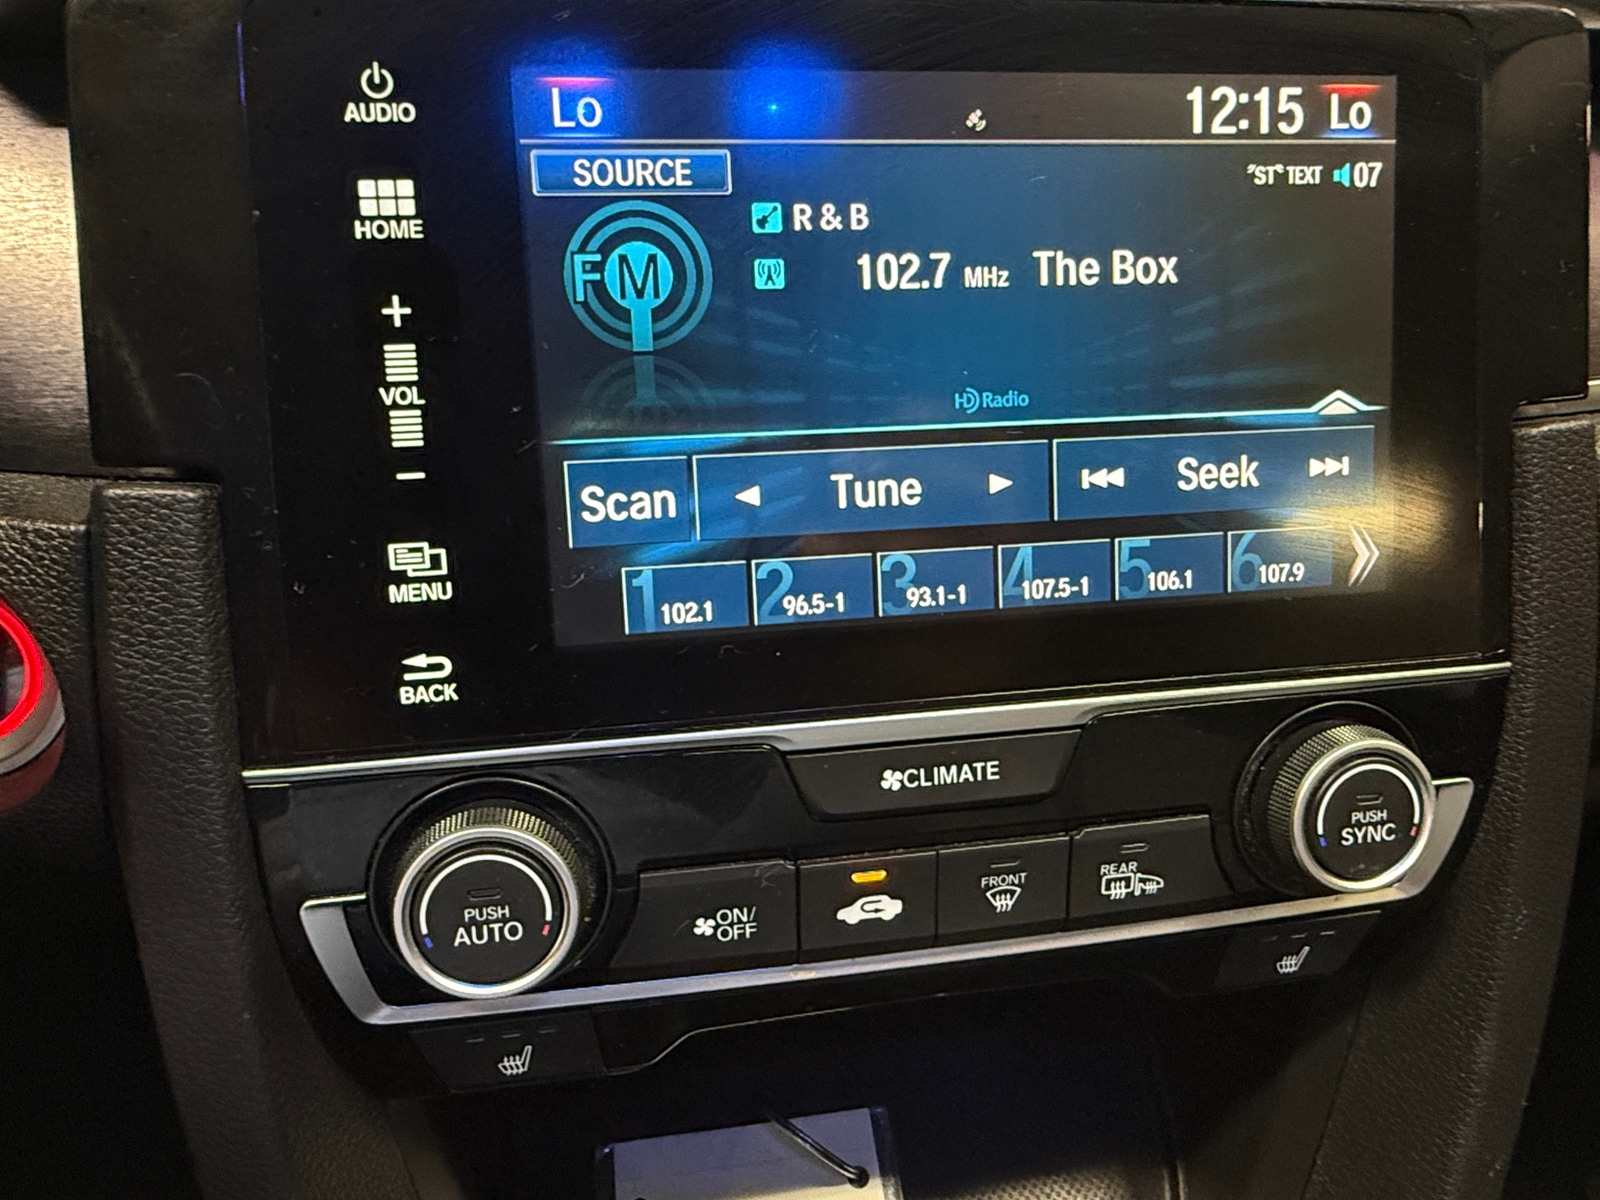 AUDIO
Lo
12:15 Lo
SOURCE
"ST" TEXT 07
HOME
R & B
FM
102.7 MHz The Box
+
VOL
HD Radio
-
Scan
Tune
Seek
MENU
1 102.1
2 96.5-1
3 93.1-1
4 107.5-1
5 106.1
6 107.9
BACK
CLIMATE
PUSH
AUTO
ON/
OFF
FRONT
REAR
PUSH
SYNC